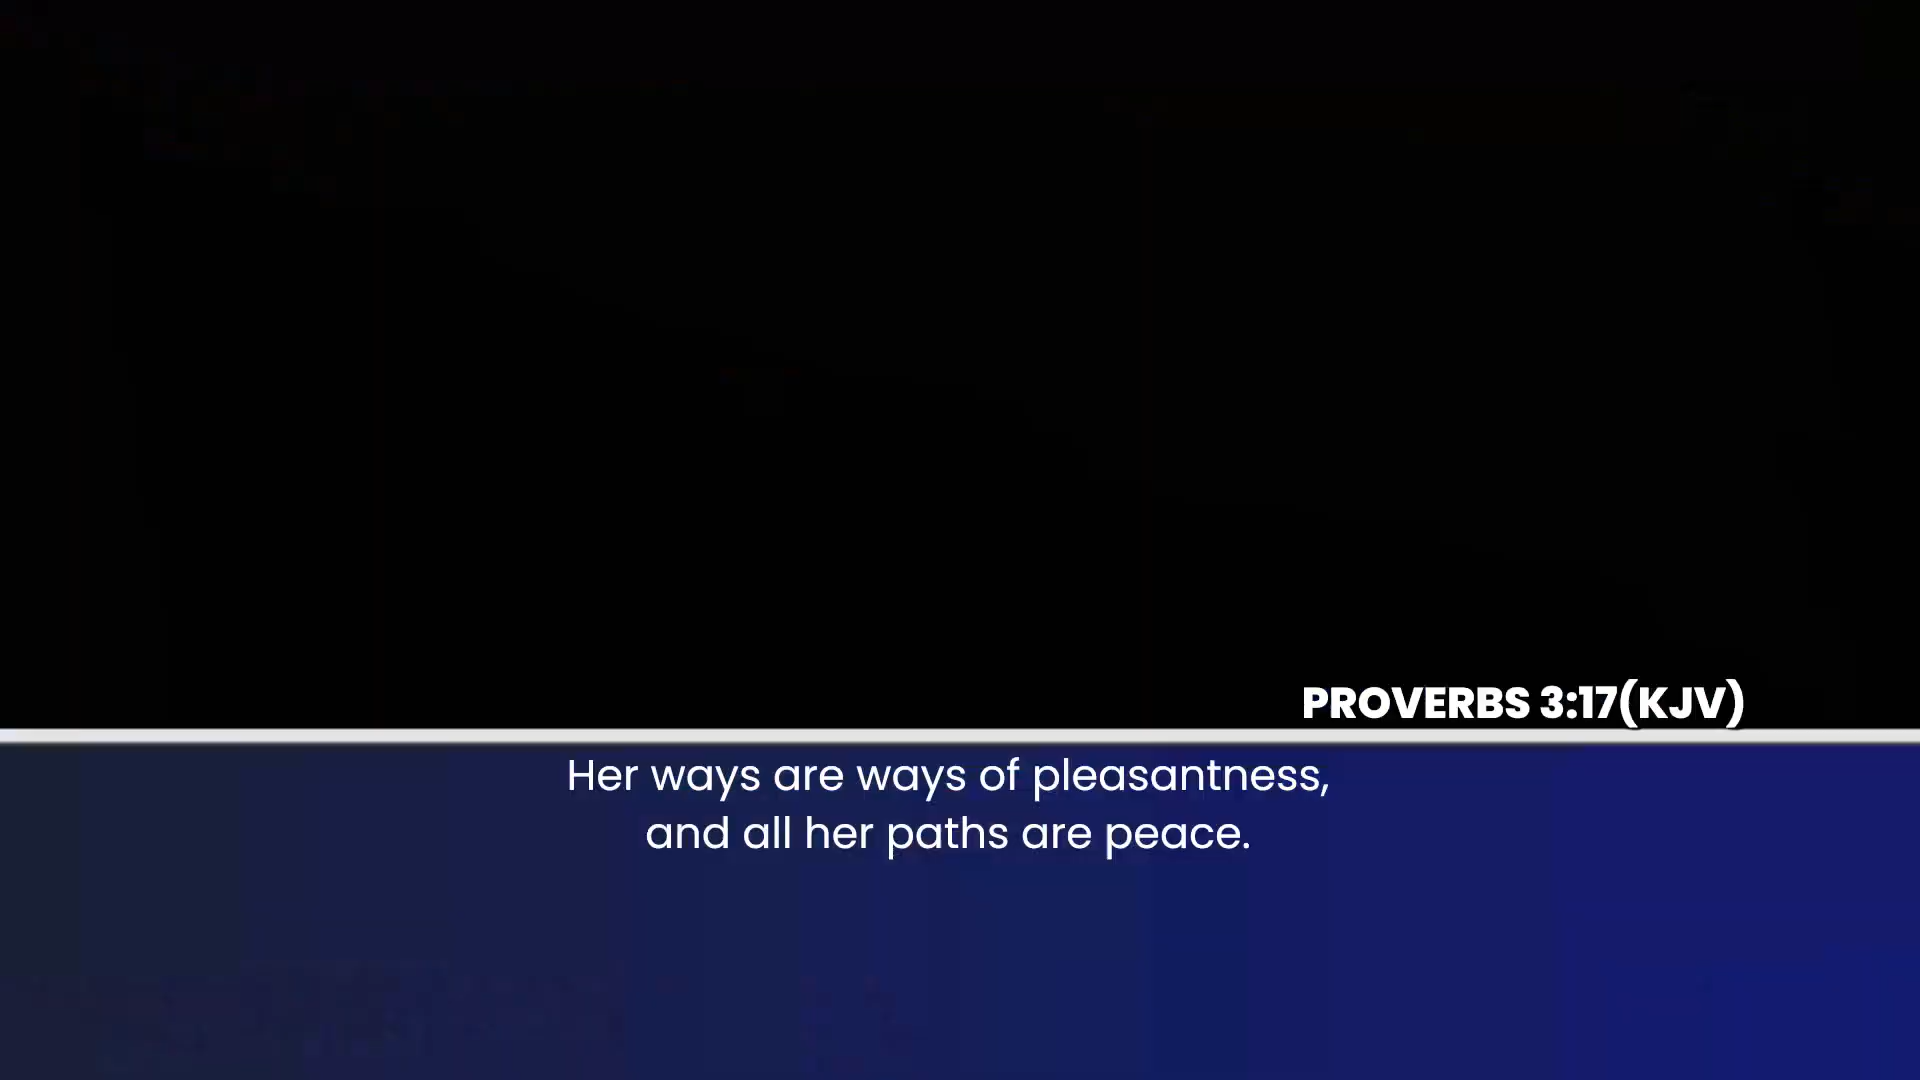 PROVERBS 3:17(KJV)
Her ways are ways of pleasantness,
and all her paths are peace.